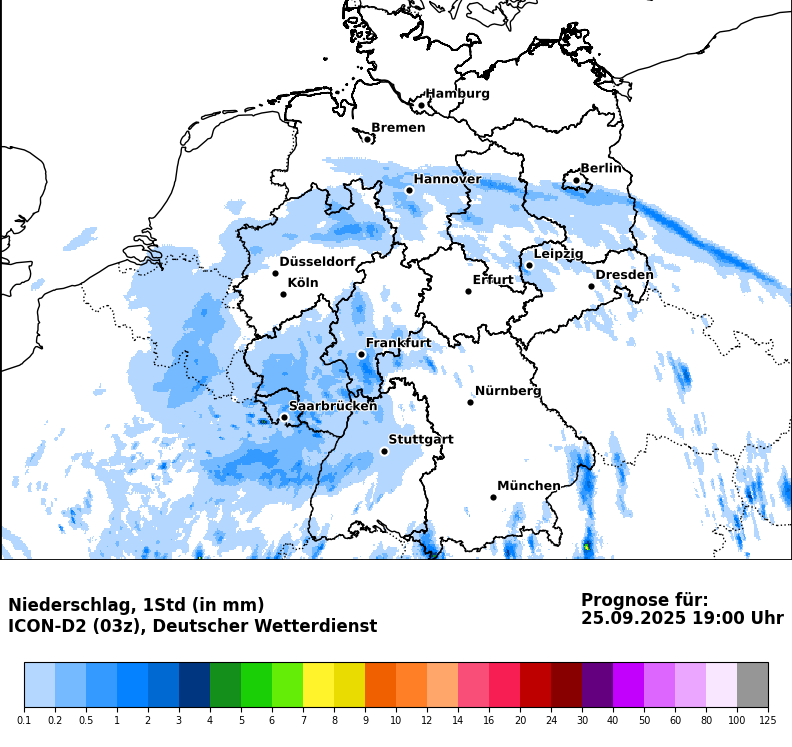 Hamburg
Bremen
Berlin
Hannover
Leipzig
Düsseldorf
Dresden
Köln
Erfurt
Frankfurt
Nürnberg
Saarbrücken
Stuttgart
München
Niederschlag, 1Std (in mm)
ICON-D2 (03z), Deutscher Wetterdienst
Prognose für:
25.09.2025 19:00 Uhr
0.1 0.2 0.5 1 2 3 4 5 6 7 8 9 10 12 14 16 20 24 30 40 50 60 80 100 125